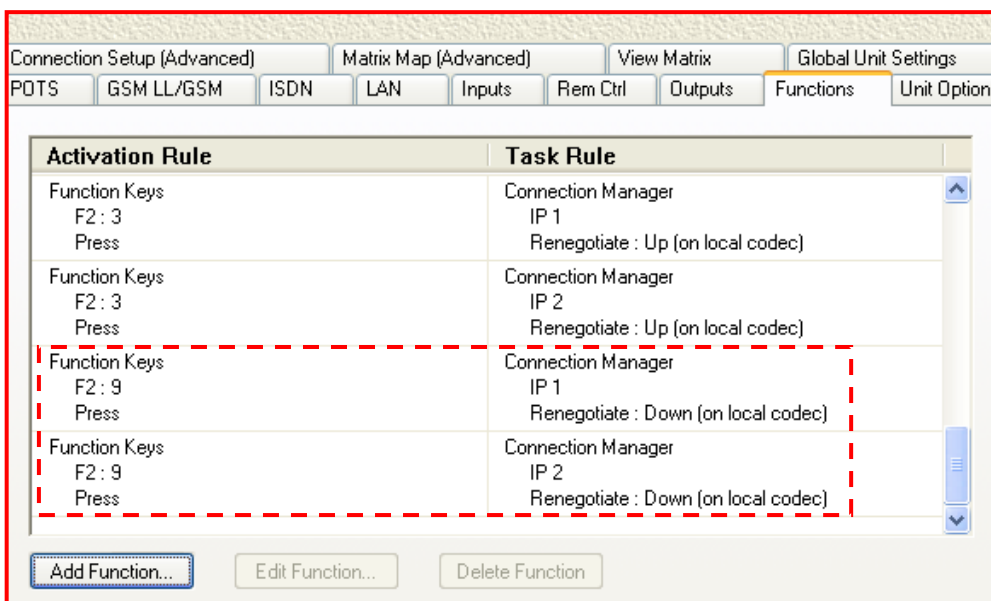 Connection Setup (Advanced) Matrix Map (Advanced) View Matrix Global Unit Settings
POTS GSM LL/GSM ISDN LAN Inputs Rem Ctrl Outputs Functions Unit Option
Activation Rule Task Rule
Function Keys Connection Manager
F2 : 3 IP 1
Press Renegotiate : Up (on local codec)
Function Keys Connection Manager
F2 : 3 IP 2
Press Renegotiate : Up (on local codec)
Function Keys Connection Manager
F2 : 9 IP 1
Press Renegotiate : Down (on local codec)
Function Keys Connection Manager
F2 : 9 IP 2
Press Renegotiate : Down (on local codec)
Add Function... Edit Function... Delete Function